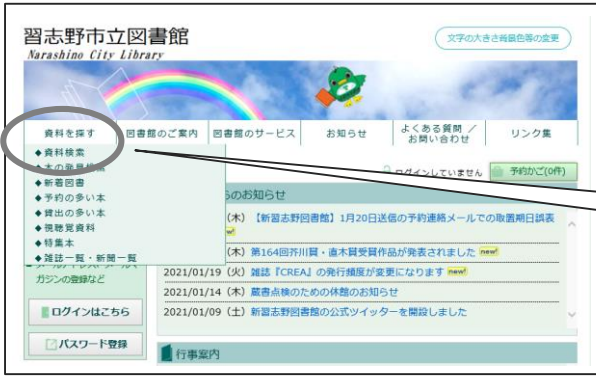 習志野市立図書館
Narashino City Library
文字の大きさ背景色等の変更
資料を探す
図書館のご案内
図書館のサービス
お知らせ
よくある質問／
お問い合わせ
リンク集
◆資料検索
◆新着図書
◆予約の多い本
◆貸出の多い本
◆視聴覚資料
◆特集本
◆雑誌一覧・新聞一覧
ログインしていません
予約かご(0件)
らのお知らせ
(木) 【新習志野図書館】1月20日送信の予約連絡メールでの取置期日誤表
(木) 第164回芥川賞・直木賞受賞作品が発表されました new!
2021/01/19 (火) 雑誌『CREA』の発行頻度が変更になります new!
2021/01/14 (木) 蔵書点検のための休館のお知らせ
2021/01/09 (土) 新習志野図書館の公式ツイッターを開設しました
ガジンの登録など
ログインはこちら
パスワード登録
行事案内